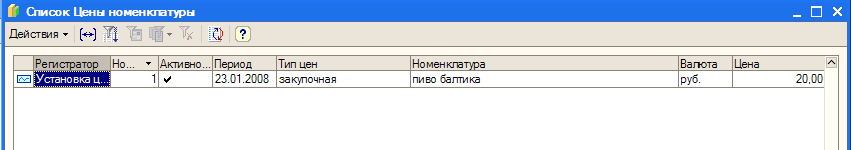 Список Цены номенклатуры
Действия
Регистратор Но... Активно... Период Тип цен Номенклатура Валюта Цена
Установка ц... 1 23.01.2008 закупочная пиво балтика руб. 20,00